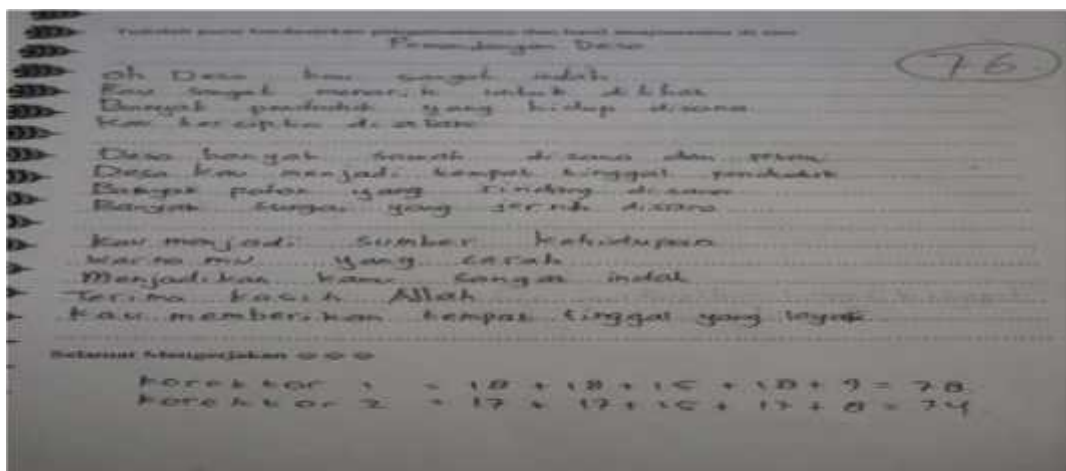 Pemandangan Desa
76
Oh Desa kau sangat indah
Kau sangat menarik untuk dilihat
Banyak penduduk yang hidup disana
Kau tercipta di alam
Desa banyak sawah di sana dan
Desa kau menjadi tempat tinggal penduduk
Banyak pohon yang rindang disana
Banyak sungai yang jernih disana
Kau menjadi sumber kehidupan
Warna mu yang cerah
Menjadikan kamu sangat indah
Terima kasih Allah
Kau memberikan tempat tinggal yang layak
Selamat Mengerjakan
Korektor 1 = 18 + 18 + 15 + 18 + 9 = 78
Korektor 2 = 17 + 17 + 15 + 17 + 8 = 74